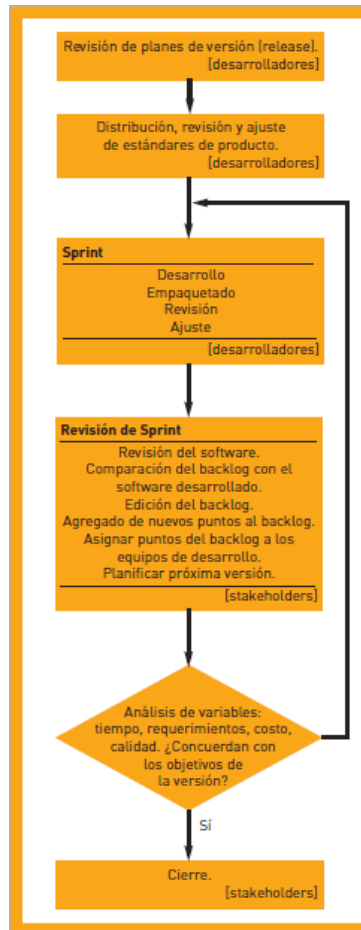 Revisión de planes de versión (release).
[desarrolladores]
Distribución, revisión y ajuste
de estándares de producto.
[desarrolladores]
Sprint
Desarrollo
Empaquetado
Revisión
Ajuste
[desarrolladores]
Revisión de Sprint
Revisión del software.
Comparación del backlog con el
software desarrollado.
Edición del backlog.
Agregado de nuevos puntos al backlog.
Asignar puntos del backlog a los
equipos de desarrollo.
Planificar próxima versión.
[stakeholders]
Análisis de variables:
tiempo, requerimientos, costo,
calidad. ¿Concuerdan con
los objetivos de
la versión?
Sí
Cierre.
[stakeholders]